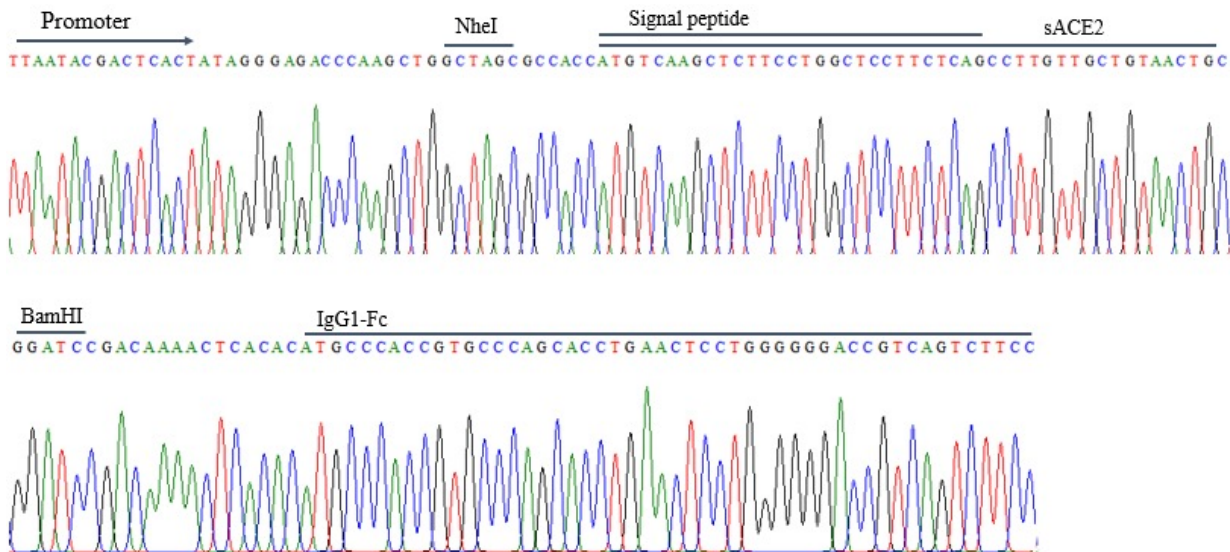 Promoter NheI Signal peptide sACE2
TTAATACGACTCACTATAGGGAGACCCAAGCTGGCTAGCGCCACCATGTCAAGCTCTTCCTGGCTCCTTCTCAGCCTTGTTGCTGTAACTGC
BamHI IgG1-Fc
GGATCCGACAAAACTCACACATGCCCACCGTGCCCAGCACCTGAACTCCTGGGGGGACCGTCAGTCTTCC